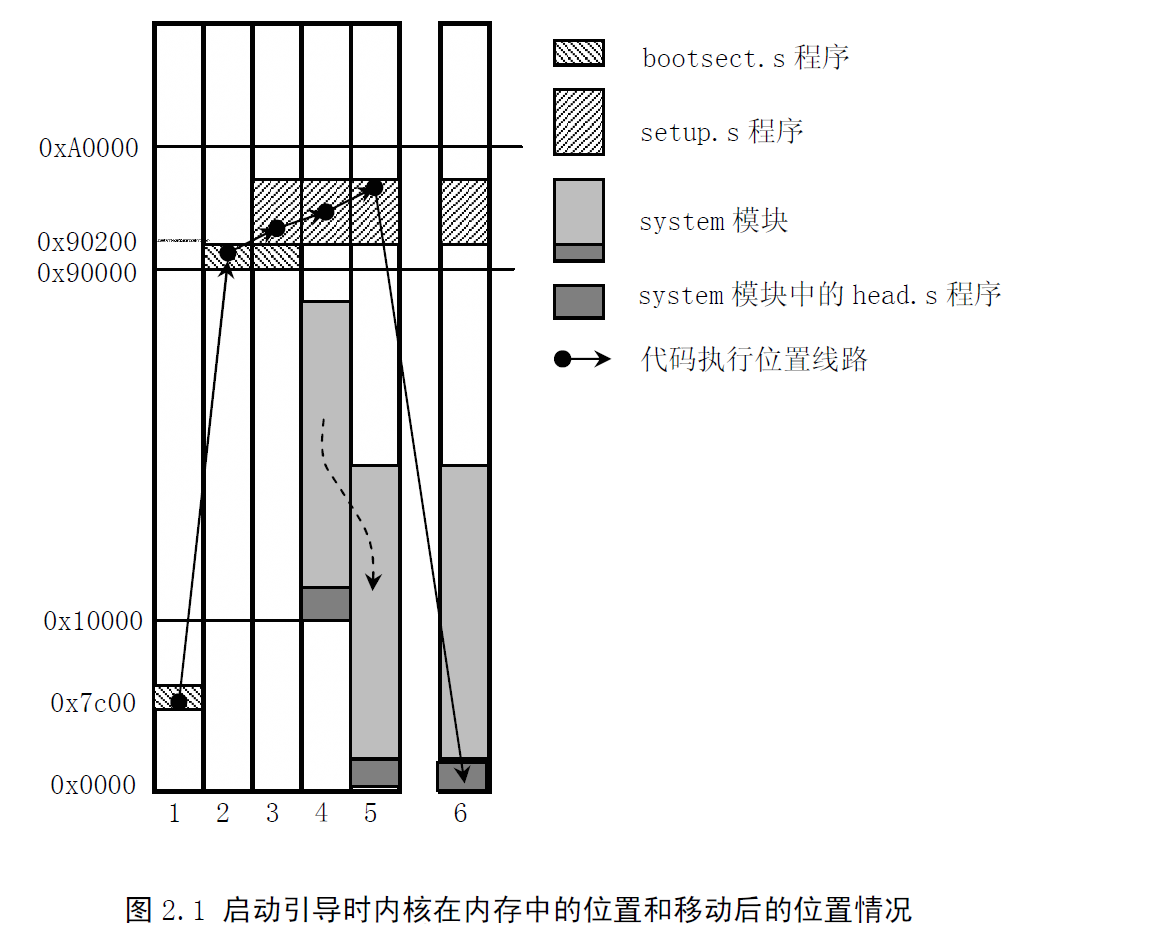 bootsect.s 程序
setup.s 程序
system 模块
system 模块中的 head.s 程序
代码执行位置线路
0xA0000
0x90200
0x90000
0x10000
0x7c00
0x0000
1 2 3 4 5 6
图 2.1 启动引导时内核在内存中的位置和移动后的位置情况